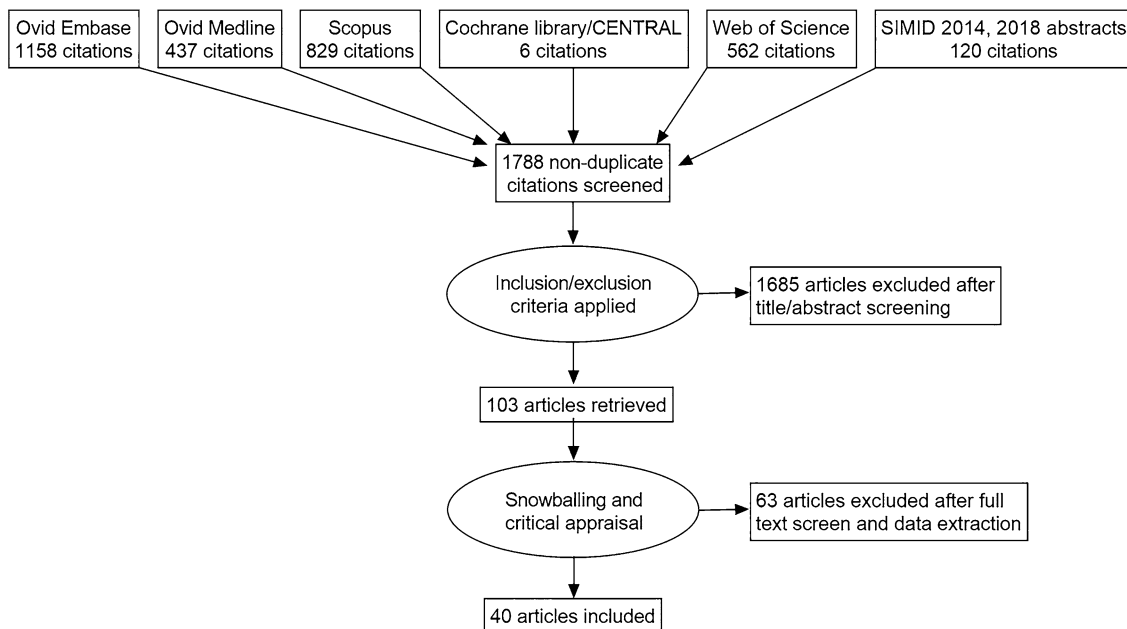 Ovid Embase
1158 citations
Ovid Medline
437 citations
Scopus
829 citations
Cochrane library/CENTRAL
6 citations
Web of Science
562 citations
SIMID 2014, 2018 abstracts
120 citations
1788 non-duplicate
citations screened
Inclusion/exclusion
criteria applied
1685 articles excluded after
title/abstract screening
103 articles retrieved
Snowballing and
critical appraisal
63 articles excluded after full
text screen and data extraction
40 articles included